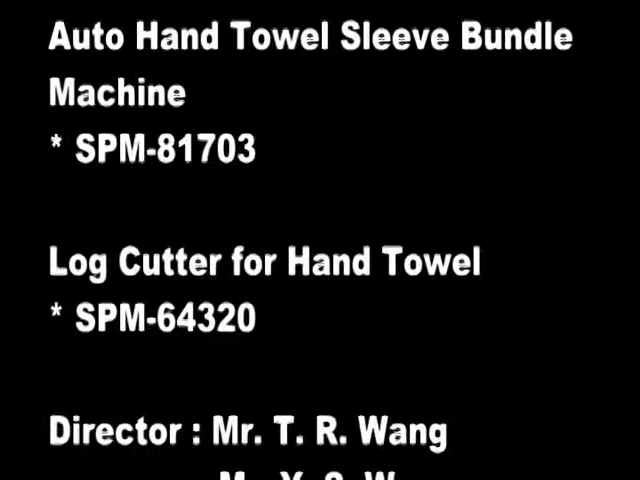 Auto Hand Towel Sleeve Bundle
Machine
* SPM-81703
Log Cutter for Hand Towel
* SPM-64320
Director : Mr. T. R. Wang